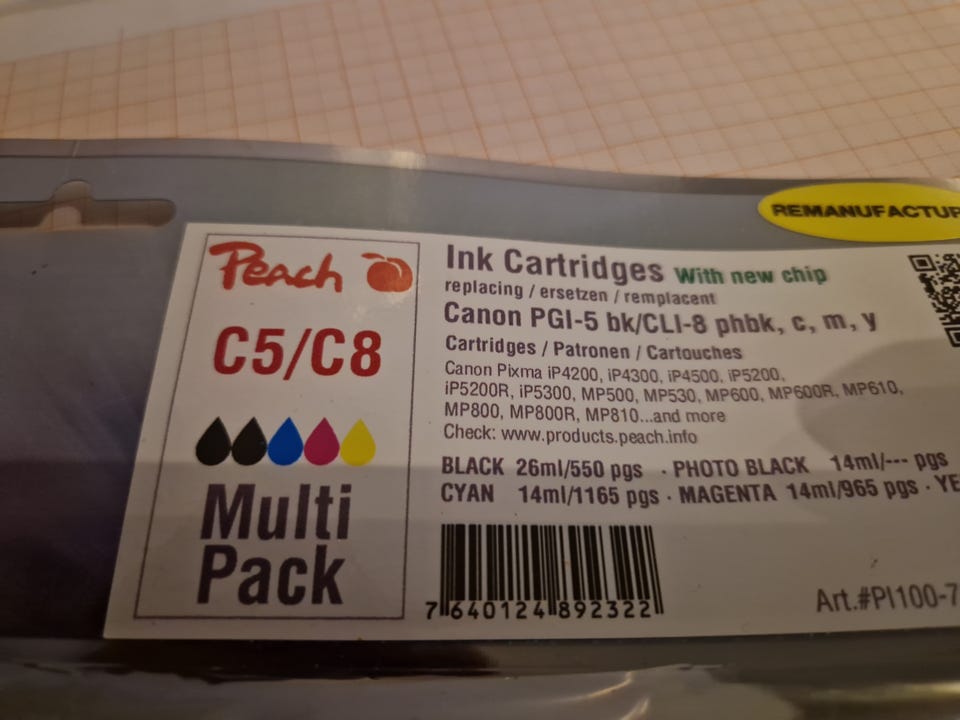 REMANUFACTUR
Peach
C5/C8
Multi
Pack
Ink Cartridges With new chip
replacing / ersetzen / remplacent
Canon PGI-5 bk/CLI-8 phbk, c, m, y
Cartridges / Patronen / Cartouches
Canon Pixma iP4200, iP4300, iP4500, iP5200,
iP5200R, iP5300, MP500, MP530, MP600, MP600R, MP610,
MP800, MP800R, MP810...and more
Check: www.products.peach.info
BLACK 26ml/550 pgs · PHOTO BLACK 14ml/--- pgs
CYAN 14ml/1165 pgs · MAGENTA 14ml/965 pgs · YE
7 640124 892322
Art.#PI100-7